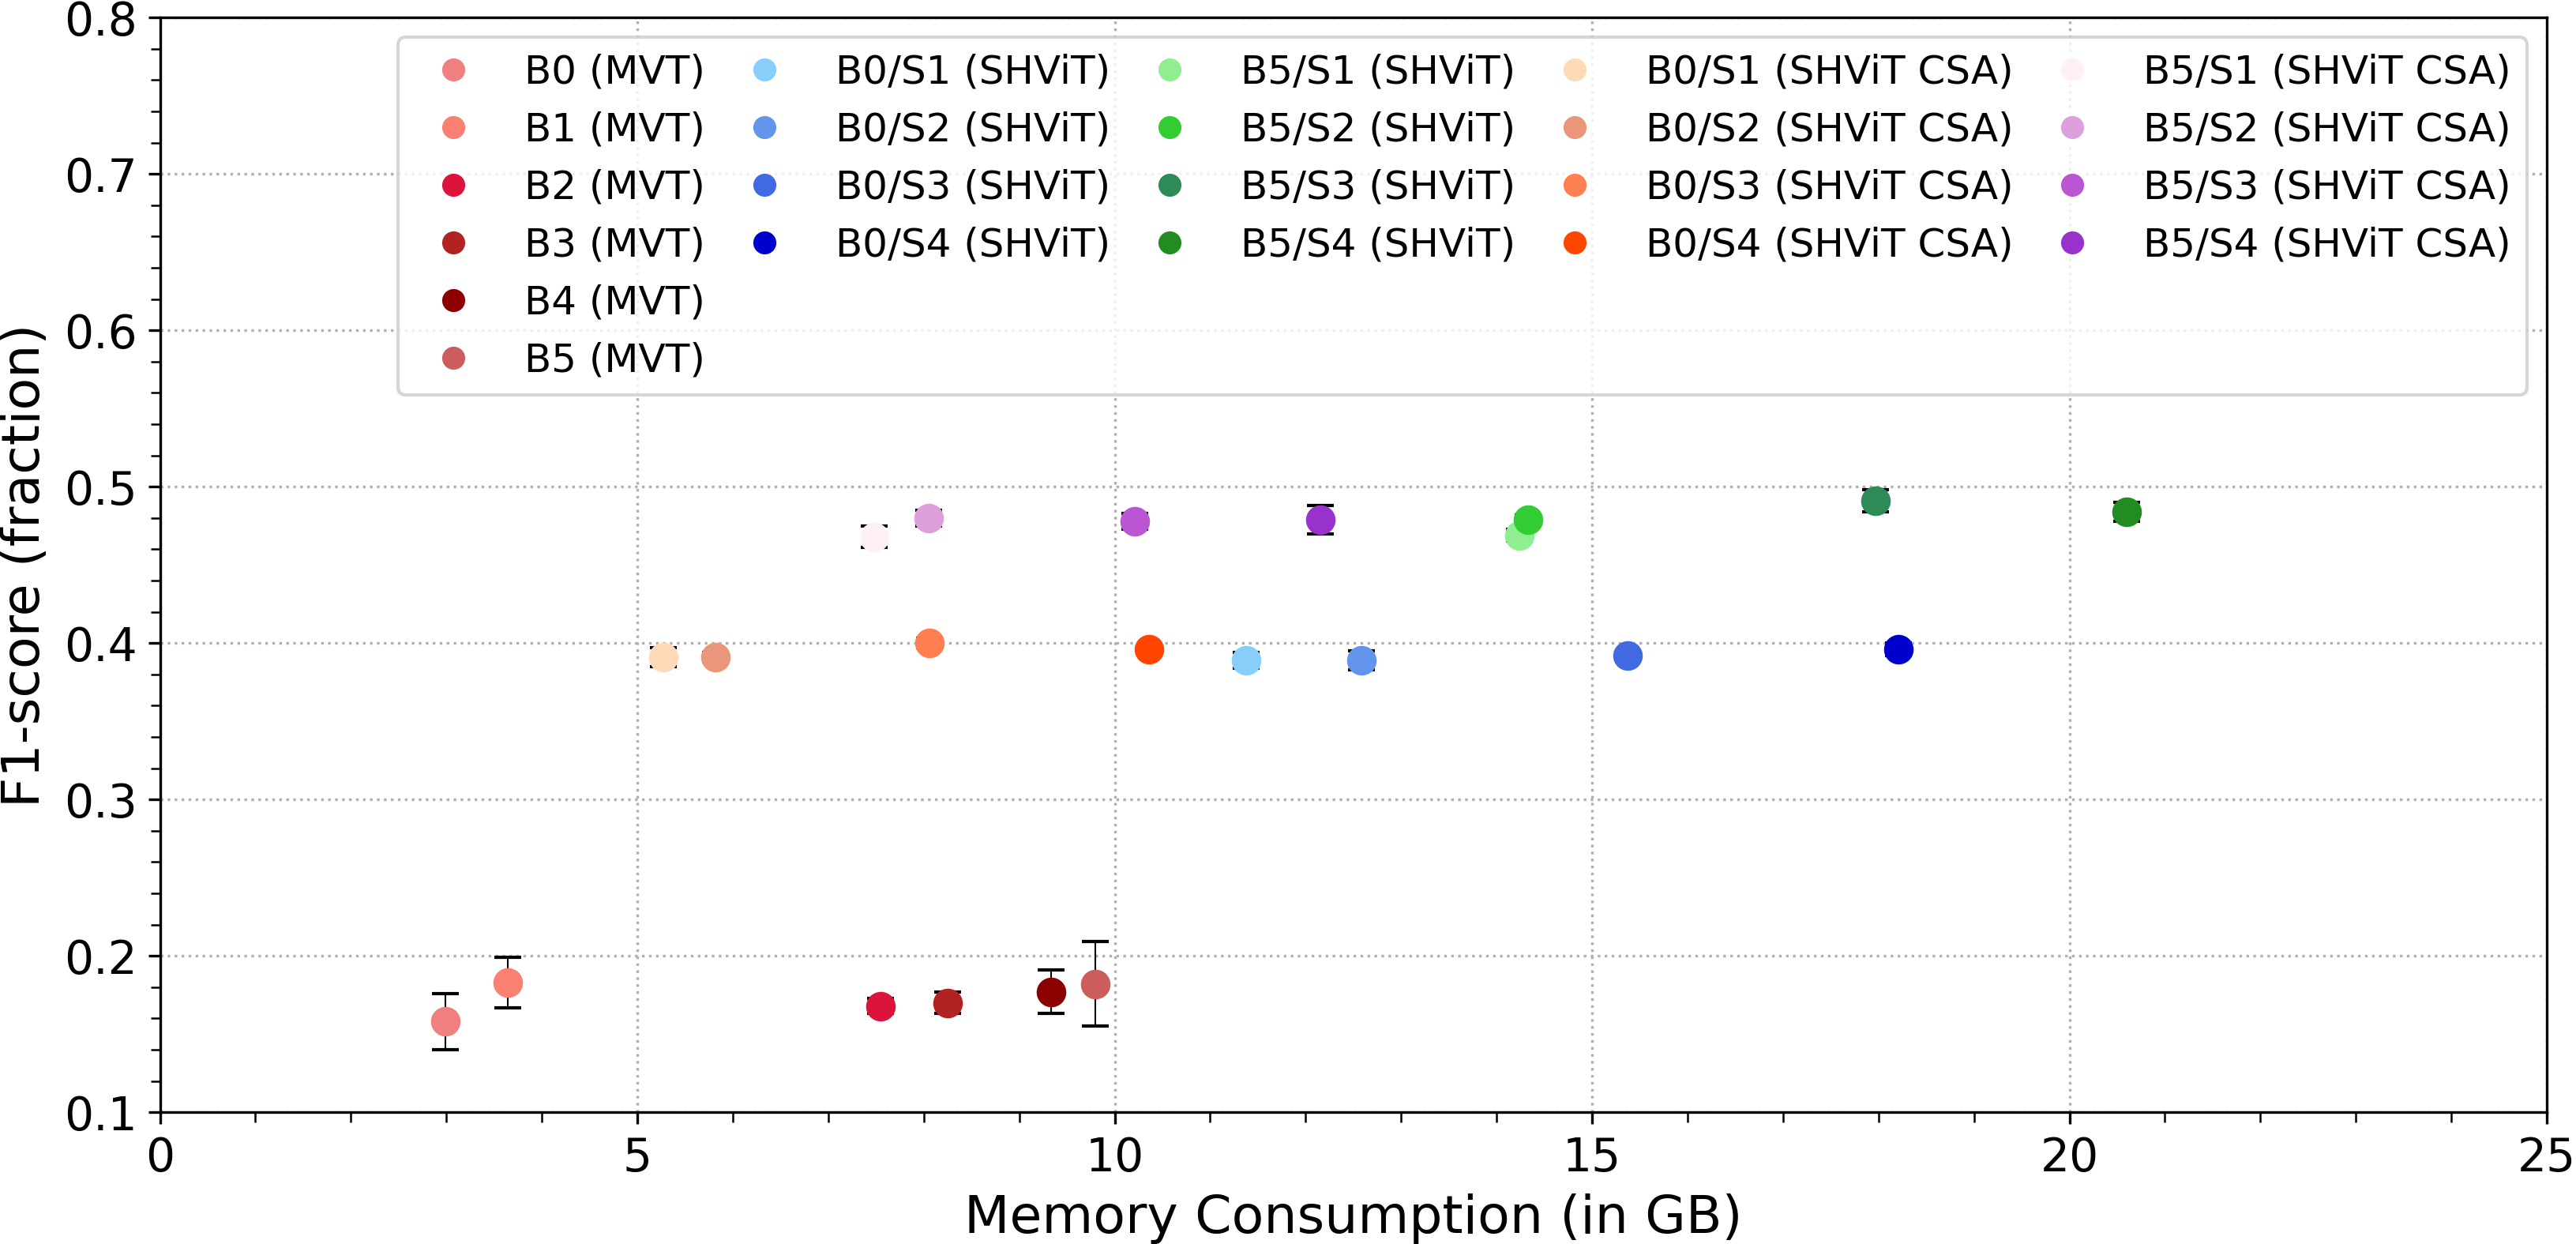 0.8
0.7
0.6
0.5
0.4
0.3
0.2
0.1
F1-score (fraction)
B0 (MVT)
B1 (MVT)
B2 (MVT)
B3 (MVT)
B4 (MVT)
B5 (MVT)
B0/S1 (SHViT)
B0/S2 (SHViT)
B0/S3 (SHViT)
B0/S4 (SHViT)
B5/S1 (SHViT)
B5/S2 (SHViT)
B5/S3 (SHViT)
B5/S4 (SHViT)
B0/S1 (SHViT CSA)
B0/S2 (SHViT CSA)
B0/S3 (SHViT CSA)
B0/S4 (SHViT CSA)
B5/S1 (SHViT CSA)
B5/S2 (SHViT CSA)
B5/S3 (SHViT CSA)
B5/S4 (SHViT CSA)
0 5 10 15 20 25
Memory Consumption (in GB)